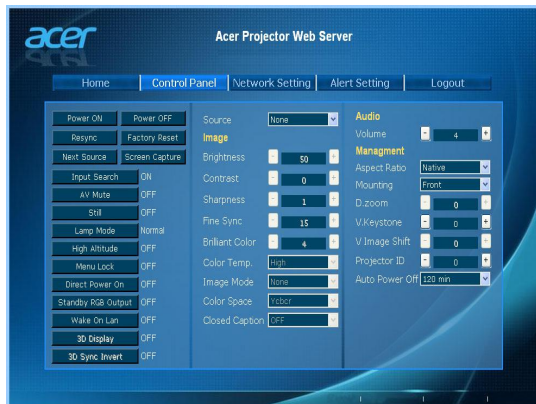 acer
Acer Projector Web Server
Home Control Panel Network Setting Alert Setting Logout
Power ON Power OFF
Resync Factory Reset
Next Source Screen Capture
Input Search ON
AV Mute OFF
Still OFF
Lamp Mode Normal
High Altitude OFF
Menu Lock OFF
Direct Power On OFF
Standby RGB Output OFF
Wake On Lan OFF
3D Display OFF
3D Sync Invert OFF
Source None
Image
Brightness - 50 +
Contrast - 0 +
Sharpness - 1 +
Fine Sync - 15 +
Brilliant Color - 4 +
Color Temp. High
Image Mode None
Color Space Ycbcr
Closed Caption OFF
Audio
Volume - 4 +
Managment
Aspect Ratio Native
Mounting Front
D.zoom - 0 +
V.Keystone - 0 +
V Image Shift - 0 +
Projector ID - 0 +
Auto Power Off 120 min